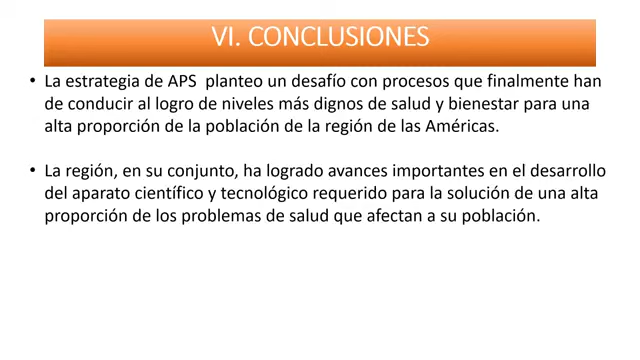 VI. CONCLUSIONES
• La estrategia de APS  planteo un desafío con procesos que finalmente han
de conducir al logro de niveles más dignos de salud y bienestar para una
alta proporción de la población de la región de las Américas.
• La región, en su conjunto, ha logrado avances importantes en el desarrollo
del aparato científico y tecnológico requerido para la solución de una alta
proporción de los problemas de salud que afectan a su población.